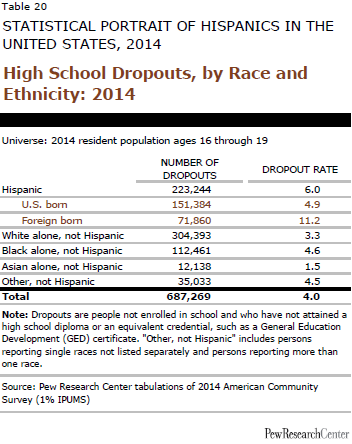 Table 20
STATISTICAL PORTRAIT OF HISPANICS IN THE
UNITED STATES, 2014
High School Dropouts, by Race and
Ethnicity: 2014
Universe: 2014 resident population ages 16 through 19
NUMBER OF
DROPOUTS DROPOUT RATE
Hispanic 223,244 6.0
U.S. born 151,384 4.9
Foreign born 71,860 11.2
White alone, not Hispanic 304,393 3.3
Black alone, not Hispanic 112,461 4.6
Asian alone, not Hispanic 12,138 1.5
Other, not Hispanic 35,033 4.5
Total 687,269 4.0
Note: Dropouts are people not enrolled in school and who have not attained a
high school diploma or an equivalent credential, such as a General Education
Development (GED) certificate. "Other, not Hispanic" includes persons
reporting single races not listed separately and persons reporting more than
one race.
Source: Pew Research Center tabulations of 2014 American Community
Survey (1% IPUMS)
PewResearchCenter